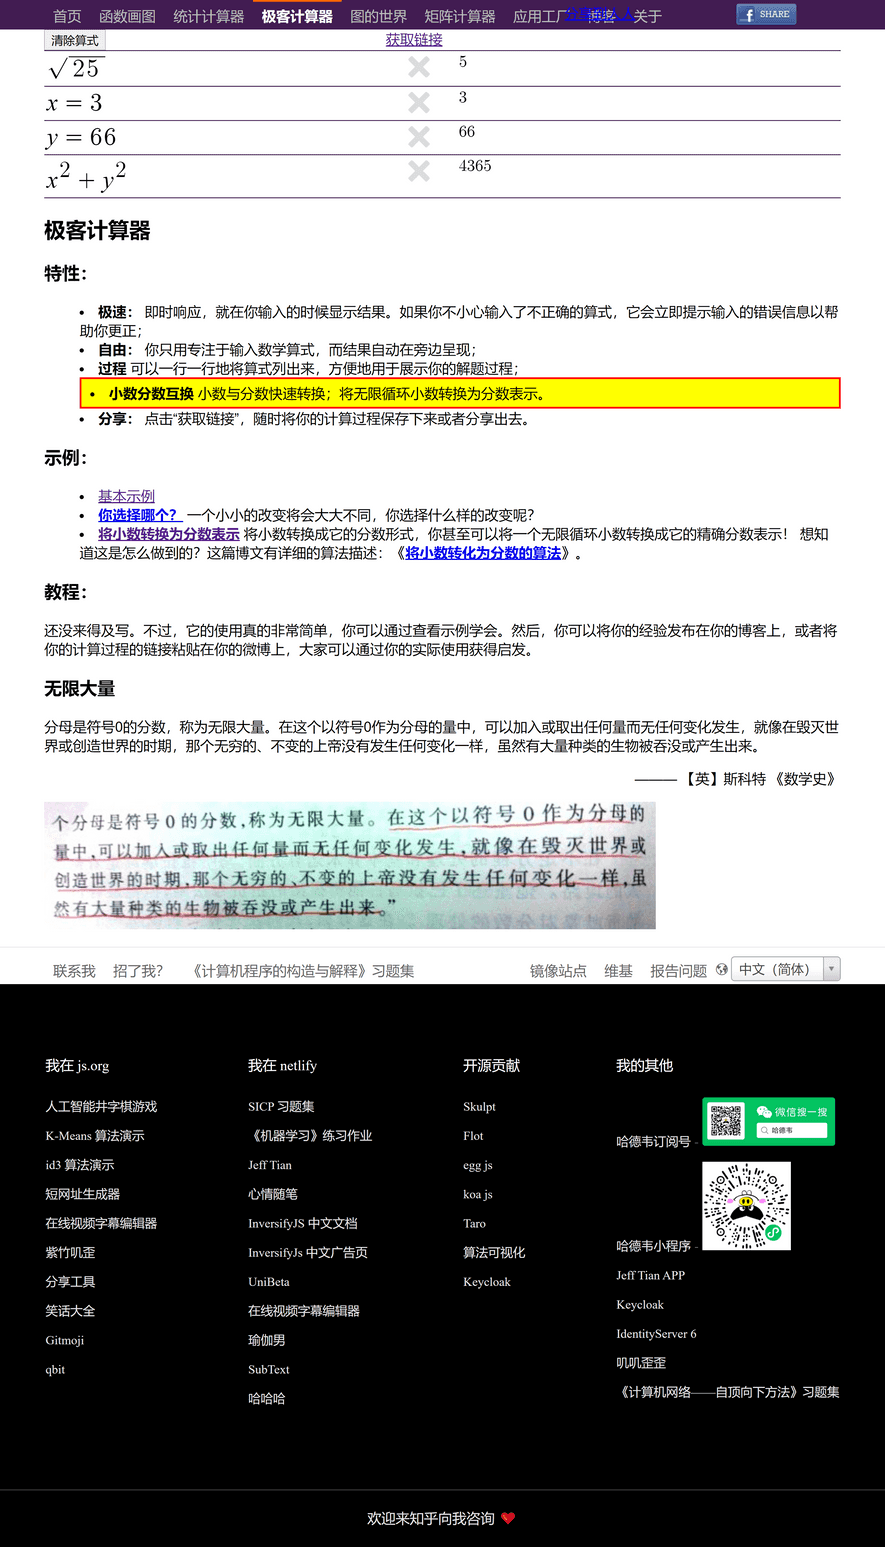 首页 函数画图 统计计算器 极客计算器 图的世界 矩阵计算器 应用工厂 博客 关于 SHARE
清除算式 获取链接
√25 5
x = 3 3
y = 66 66
x² + y² 4365
极客计算器
特性：
• 极速： 即时响应，就在你输入的时候显示结果。如果你不小心输入了不正确的算式，它会立即提示输入的错误信息以帮
助你更正；
• 自由： 你只用专注于输入数学算式，而结果自动在旁边呈现；
• 过程 可以一行一行地将算式列出来，方便地用于展示你的解题过程；
• 小数分数互换 小数与分数快速转换；将无限循环小数转换为分数表示。
• 分享： 点击“获取链接”，随时将你的计算过程保存下来或者分享出去。
示例：
• 基本示例
• 你选择哪个？ 一个小小的改变将会大大不同，你选择什么样的改变呢？
• 将小数转换为分数表示 将小数转换成它的分数形式，你甚至可以将一个无限循环小数转换成它的精确分数表示！ 想知
道这是怎么做到的？这篇博文有详细的算法描述：《将小数转化为分数的算法》。
教程：
还没来得及写。不过，它的使用真的非常简单，你可以通过查看示例学会。然后，你可以将你的经验发布在你的博客上，或者将
你的计算过程的链接粘贴在你的微博上，大家可以通过你的实际使用获得启发。
无限大量
分母是符号0的分数，称为无限大量。在这个以符号0作为分母的量中，可以加入或取出任何量而无任何变化发生，就像在毁灭世
界或创造世界的时期，那个无穷的、不变的上帝没有发生任何变化一样，虽然有大量种类的生物被吞没或产生出来。
———【英】斯科特 《数学史》
个分母是符号 0 的分数,称为无限大量。在这个以符号 0 作为分母的
量中,可以加入或取出任何量而无任何变化发生,就像在毁灭世界或
创造世界的时期,那个无穷的、不变的上帝没有发生任何变化一样,虽
然有大量种类的生物被吞没或产生出来。”
联系我 招了我？ 《计算机程序的构造与解释》习题集 镜像站点 维基 报告问题 中文（简体）
我在 js.org
人工智能井字棋游戏
K-Means 算法演示
id3 算法演示
短网址生成器
在线视频字幕编辑器
紫竹叽歪
分享工具
笑话大全
Gitmoji
qbit
我在 netlify
SICP 习题集
《机器学习》练习作业
Jeff Tian
心情随笔
InversifyJS 中文文档
InversifyJs 中文广告页
UniBeta
在线视频字幕编辑器
瑜伽男
SubText
哈哈哈
开源贡献
Skulpt
Flot
egg js
koa js
Taro
算法可视化
Keycloak
我的其他
微信搜一搜
哈德韦
哈德韦订阅号 -
哈德韦小程序 -
Jeff Tian APP
Keycloak
IdentityServer 6
叽叽歪歪
《计算机网络——自顶向下方法》习题集
欢迎来知乎向我咨询 ❤️